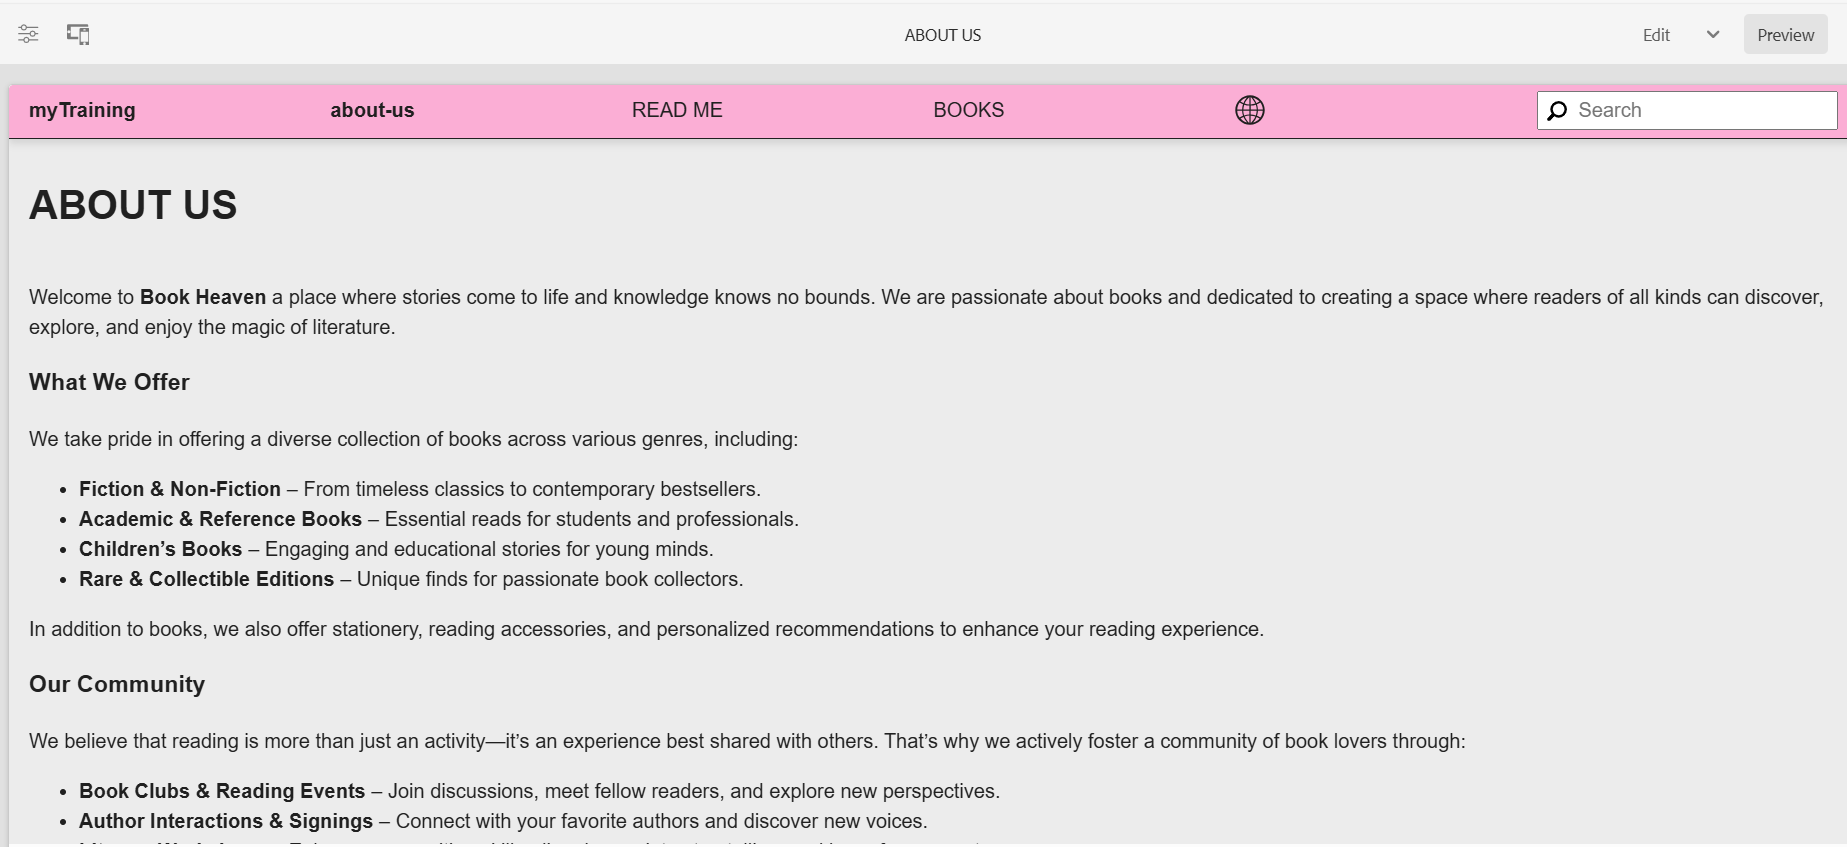 ABOUT US
Edit
Preview
myTraining
about-us
READ ME
BOOKS
Search
ABOUT US
Welcome to Book Heaven a place where stories come to life and knowledge knows no bounds. We are passionate about books and dedicated to creating a space where readers of all kinds can discover,
explore, and enjoy the magic of literature.
What We Offer
We take pride in offering a diverse collection of books across various genres, including:
• Fiction & Non-Fiction – From timeless classics to contemporary bestsellers.
• Academic & Reference Books – Essential reads for students and professionals.
• Children’s Books – Engaging and educational stories for young minds.
• Rare & Collectible Editions – Unique finds for passionate book collectors.
In addition to books, we also offer stationery, reading accessories, and personalized recommendations to enhance your reading experience.
Our Community
We believe that reading is more than just an activity—it’s an experience best shared with others. That’s why we actively foster a community of book lovers through:
• Book Clubs & Reading Events – Join discussions, meet fellow readers, and explore new perspectives.
• Author Interactions & Signings – Connect with your favorite authors and discover new voices.